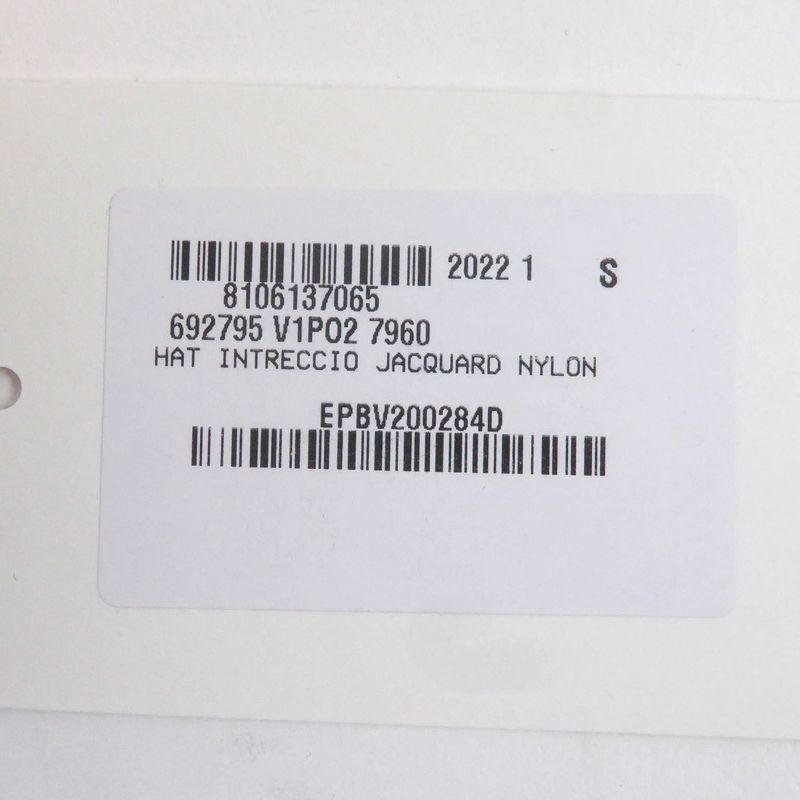 2022 1 S
8106137065
692795 V1PO2 7960
HAT INTRECCIO JACQUARD NYLON
EPBV200284D